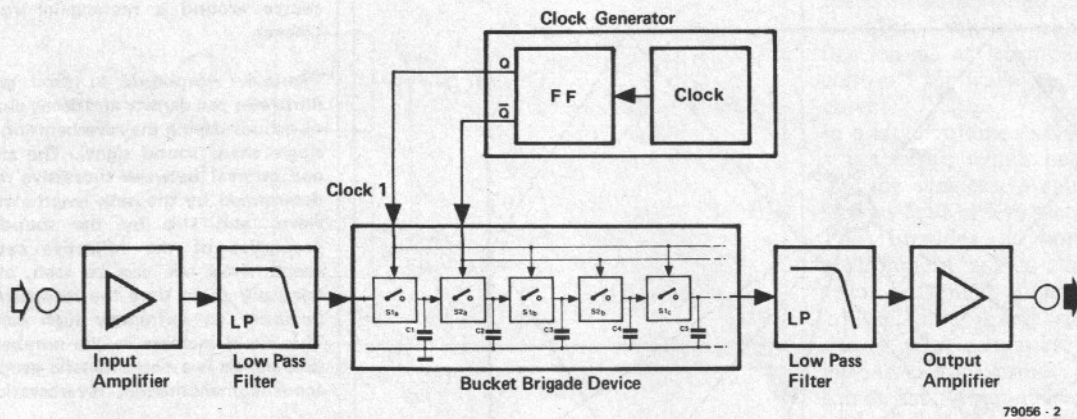 Clock Generator
Q
Q̅
FF
Clock
Clock 1
S1a
S2a
S1b
S2b
S1c
C1
C2
C3
C4
C5
LP
LP
Input
Amplifier
Low Pass
Filter
Bucket Brigade Device
Low Pass
Filter
Output
Amplifier
79056 - 2